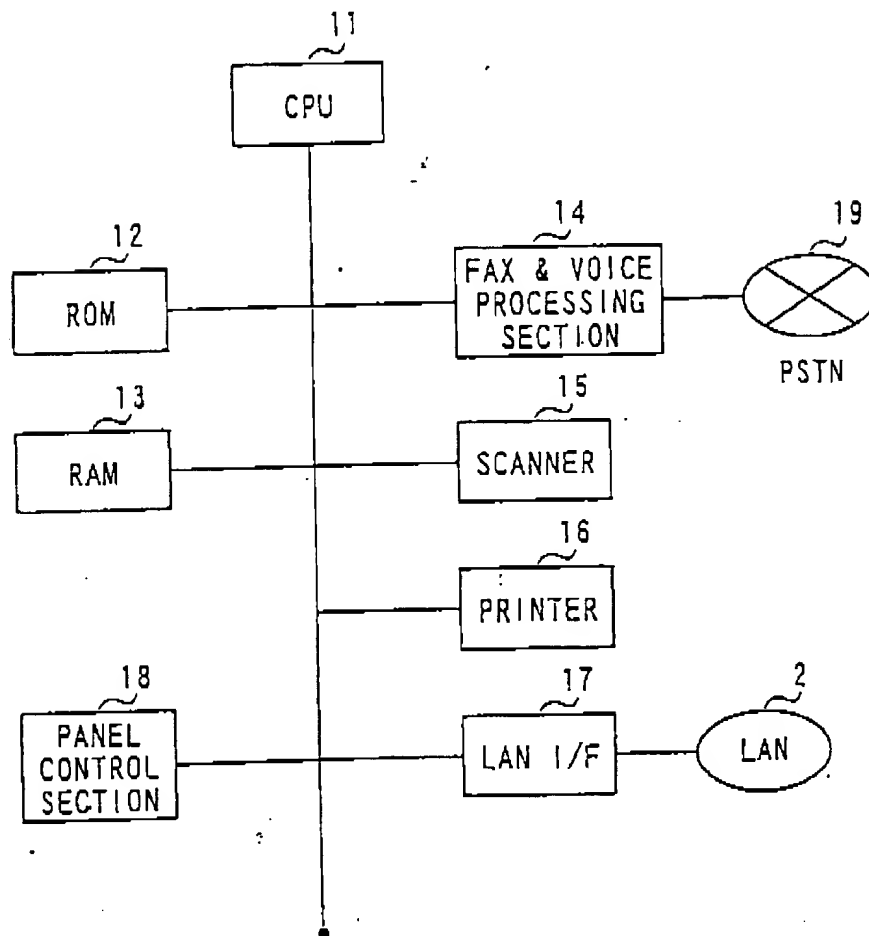 11
CPU
12
ROM
14
FAX & VOICE
PROCESSING
SECTION
19
PSTN
13
RAM
15
SCANNER
16
PRINTER
18
PANEL
CONTROL
SECTION
17
LAN I/F
2
LAN